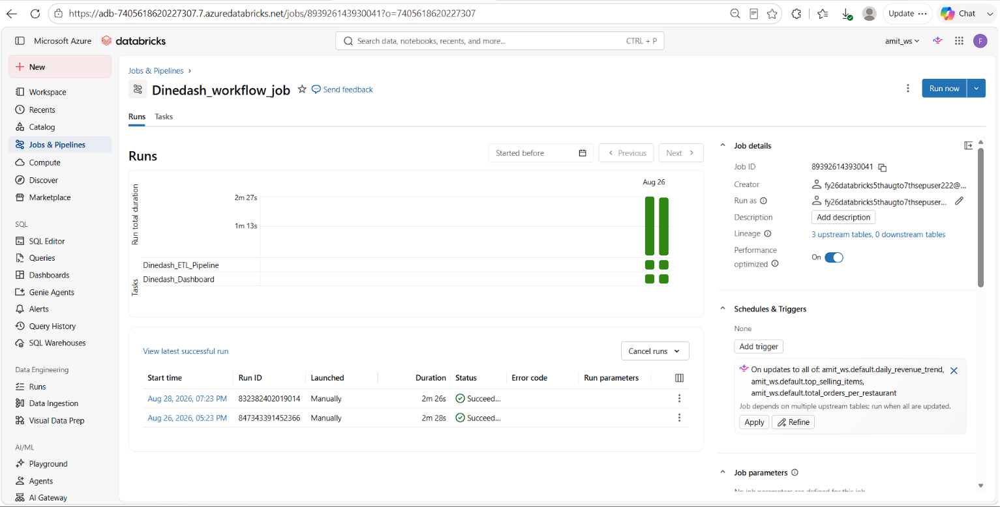 https://adb-7405618620227307.7.azuredatabricks.net/jobs/893926143930041?o=7405618620227307
Update
Chat
Microsoft Azure
databricks
Search data, notebooks, recents, and more...
CTRL + P
amit_ws
F
New
Workspace
Recents
Catalog
Jobs & Pipelines
Compute
Discover
Marketplace
SQL
SQL Editor
Queries
Dashboards
Genie Agents
Alerts
Query History
SQL Warehouses
Data Engineering
Runs
Data Ingestion
Visual Data Prep
AI/ML
Playground
Agents
AI Gateway
Jobs & Pipelines
Dinedash_workflow_job
Send feedback
Run now
Runs Tasks
Runs
Started before
Previous
Next
Aug 26
Run total duration
2m 27s
1m 13s
Tasks
Dinedash_ETL_Pipeline
Dinedash_Dashboard
View latest successful run
Cancel runs
Start time Run ID Launched Duration Status Error code Run parameters
Aug 28, 2026, 07:23 PM 832382402019014 Manually 2m 26s Succeed...
Aug 26, 2026, 05:23 PM 847343391452366 Manually 2m 28s Succeed...
Job details
Job ID 893926143930041
Creator fy26databricks5thaugto7thsepuser222@...
Run as fy26databricks5thaugto7thsepuser...
Description Add description
Lineage 3 upstream tables, 0 downstream tables
Performance
optimized On
Schedules & Triggers
None
Add trigger
On updates to all of: amit_ws.default.daily_revenue_trend,
amit_ws.default.top_selling_items,
amit_ws.default.total_orders_per_restaurant
Job depends on multiple upstream tables; run when all are updated.
Apply Refine
Job parameters
No job parameters are defined for this job